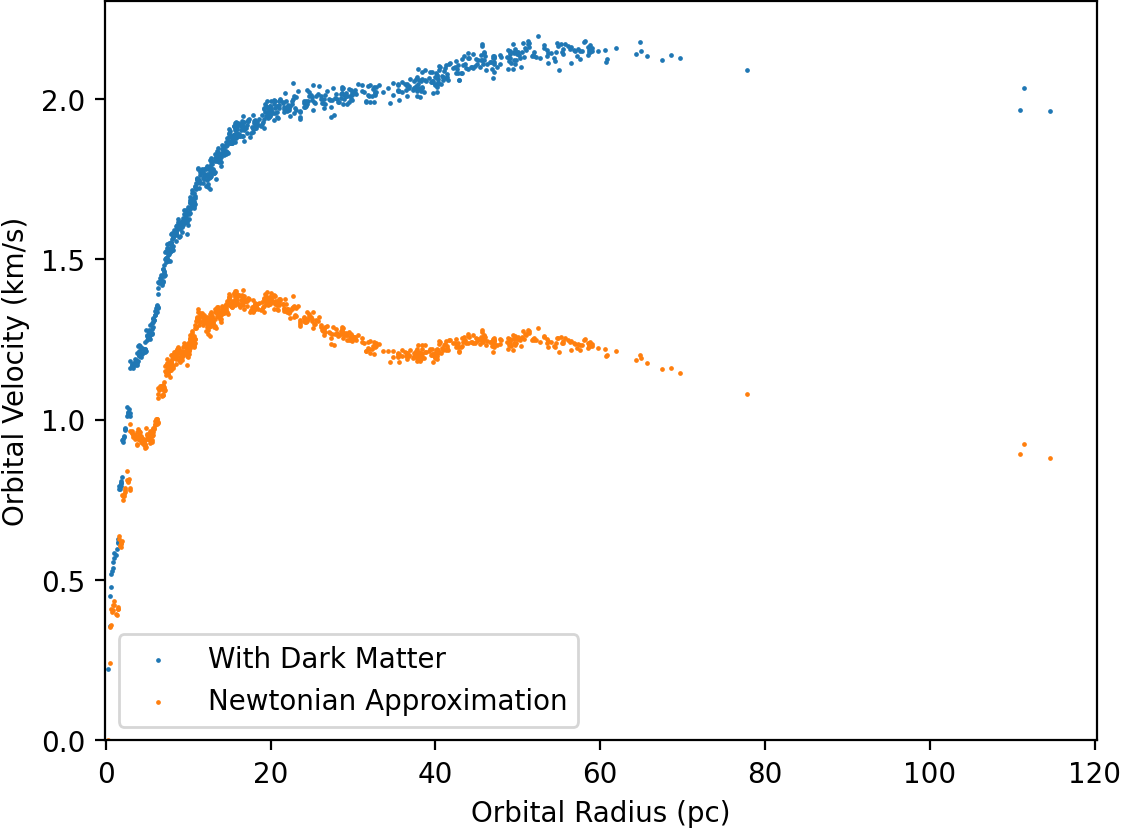 Orbital Velocity (km/s)
2.0
1.5
1.0
0.5
0.0
With Dark Matter
Newtonian Approximation
0 20 40 60 80 100 120
Orbital Radius (pc)